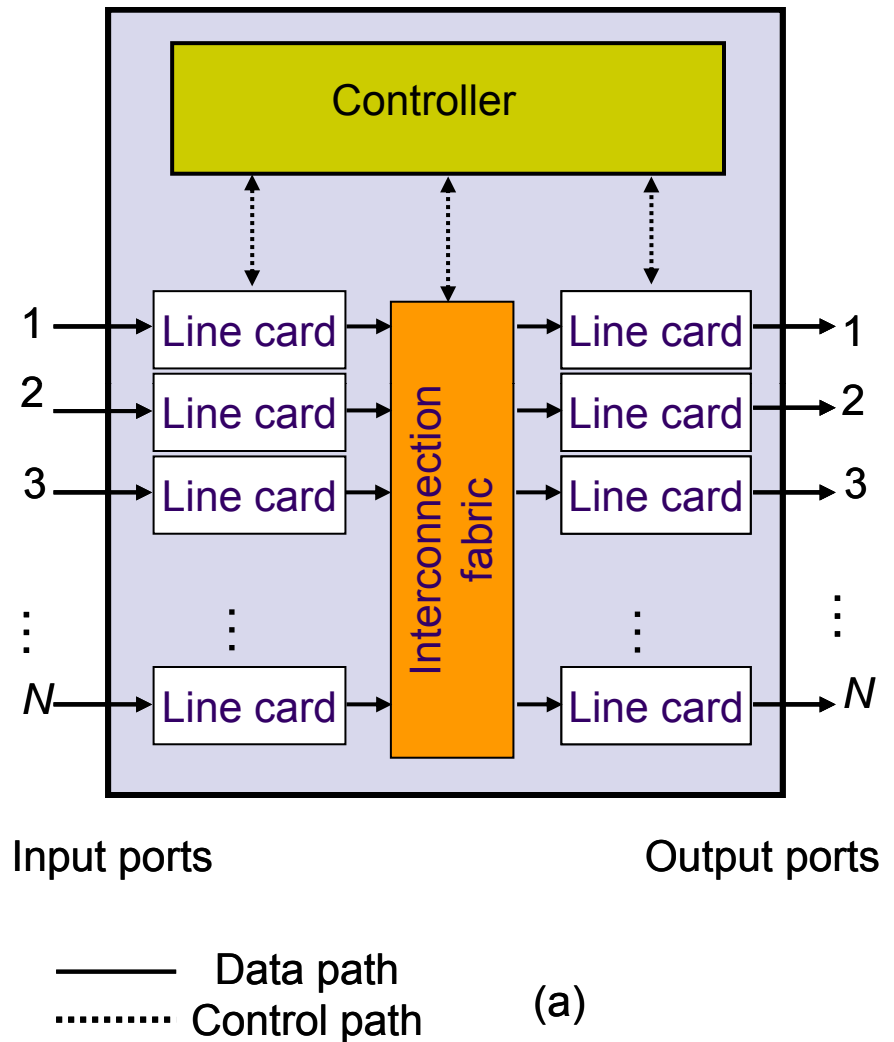 Controller
1 Line card Line card 1
2 Line card Line card 2
3 Line card Line card 3
Interconnection
fabric
⋮ ⋮ ⋮ ⋮
N Line card Line card N
Input ports Output ports
Data path
Control path
(a)